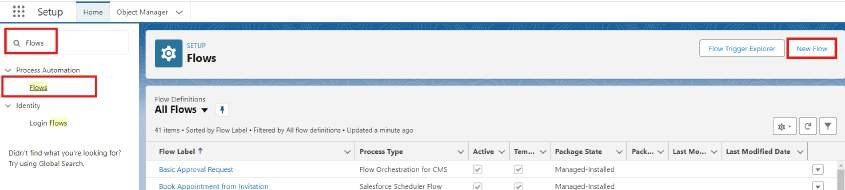 Setup
Home
Object Manager
Flows
Process Automation
Flows
Identity
Login Flows
Didn't find what you're looking for?
Try using Global Search.
SETUP
Flows
Flow Trigger Explorer
New Flow
Flow Definitions
All Flows
41 items • Sorted by Flow Label • Filtered by All flow definitions • Updated a minute ago
Flow Label ↑ Process Type Active Tem... Package State Pack... Last Mo... Last Modified Date
Basic Approval Request Flow Orchestration for CMS Managed-Installed
Book Appointment from Invitation Salesforce Scheduler Flow Managed-Installed